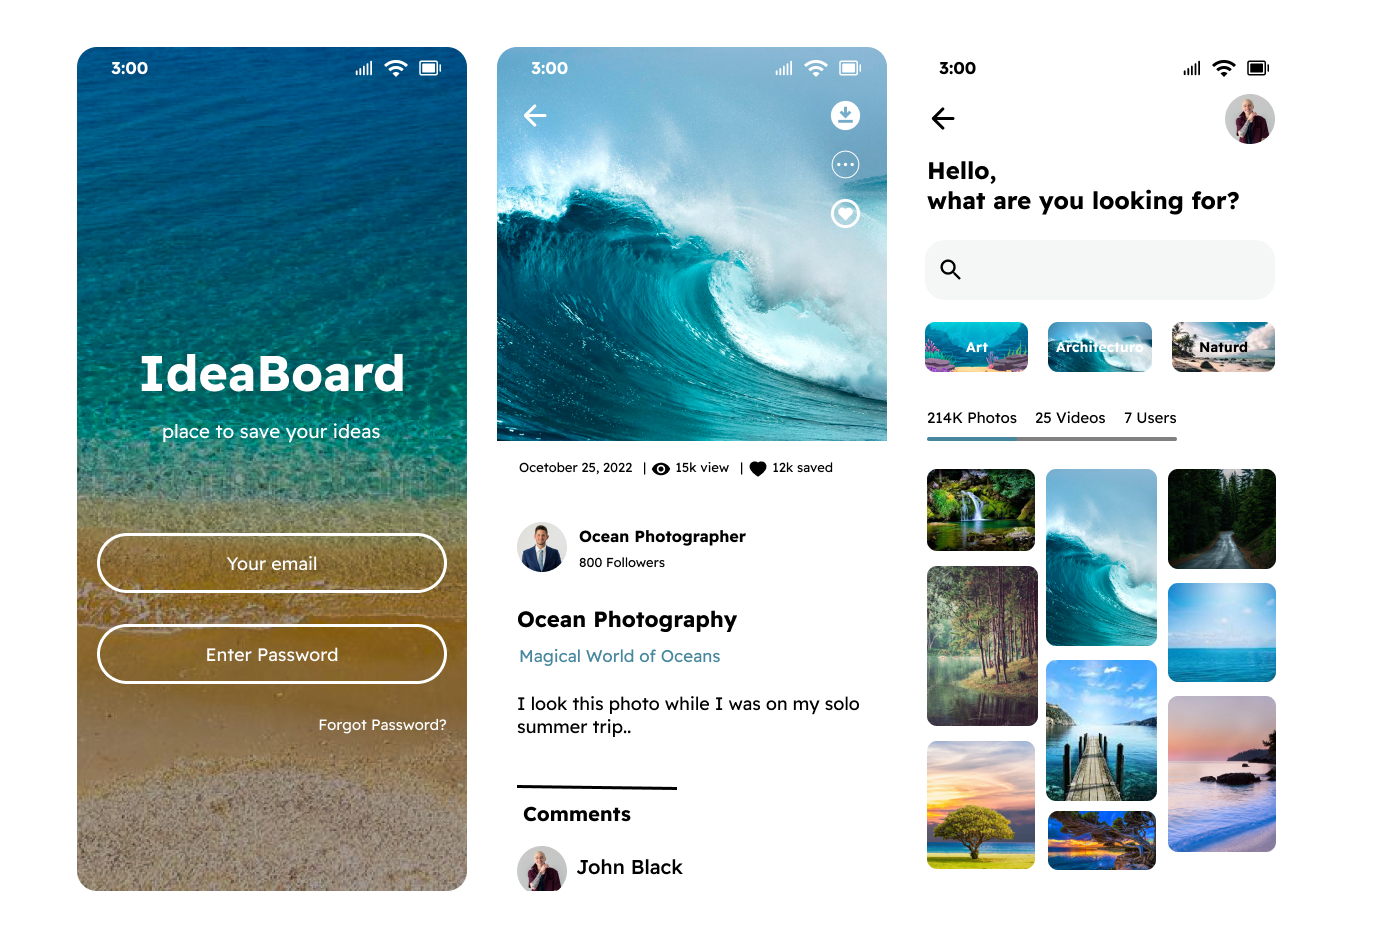 3:00
IdeaBoard
place to save your ideas
Your email
Enter Password
Forgot Password?
3:00
Ocetober 25, 2022 | 15k view | 12k saved
Ocean Photographer
800 Followers
Ocean Photography
Magical World of Oceans
I look this photo while I was on my solo
summer trip..
Comments
John Black
3:00
Hello,
what are you looking for?
Art
Architecturo
Naturd
214K Photos 25 Videos 7 Users